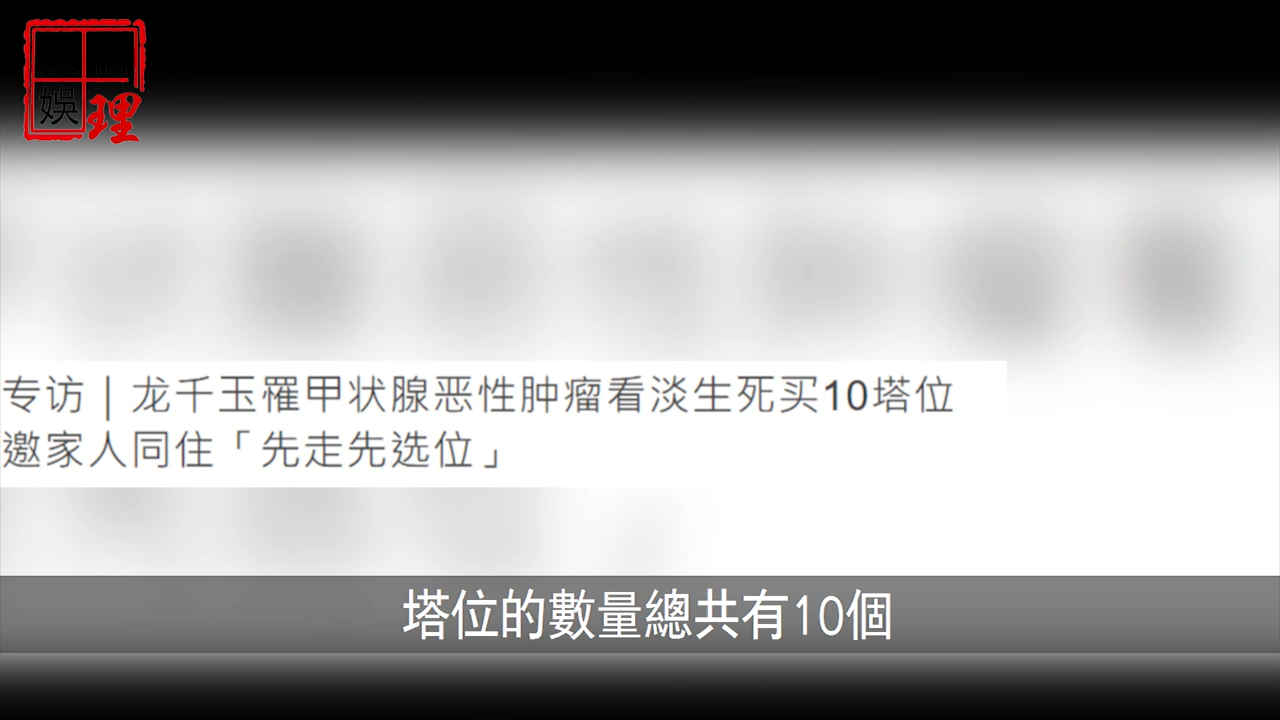 娛理
专访｜龙千玉罹甲状腺恶性肿瘤看淡生死买10塔位
邀家人同住「先走先选位」
塔位的數量總共有10個